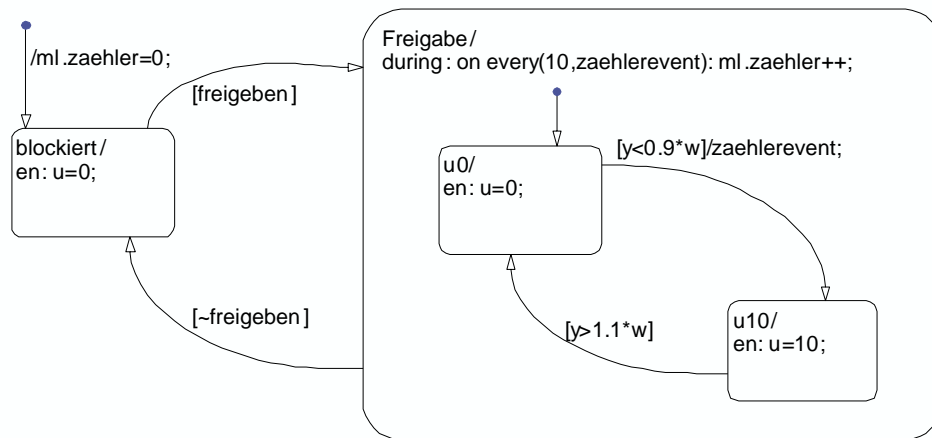 /ml.zaehler=0;
[freigeben]
blockiert/
en: u=0;
[~freigeben]
Freigabe/
during: on every(10,zaehlerevent): ml.zaehler++;
u0/
en: u=0;
[y<0.9*w]/zaehlerevent;
[y>1.1*w]
u10/
en: u=10;